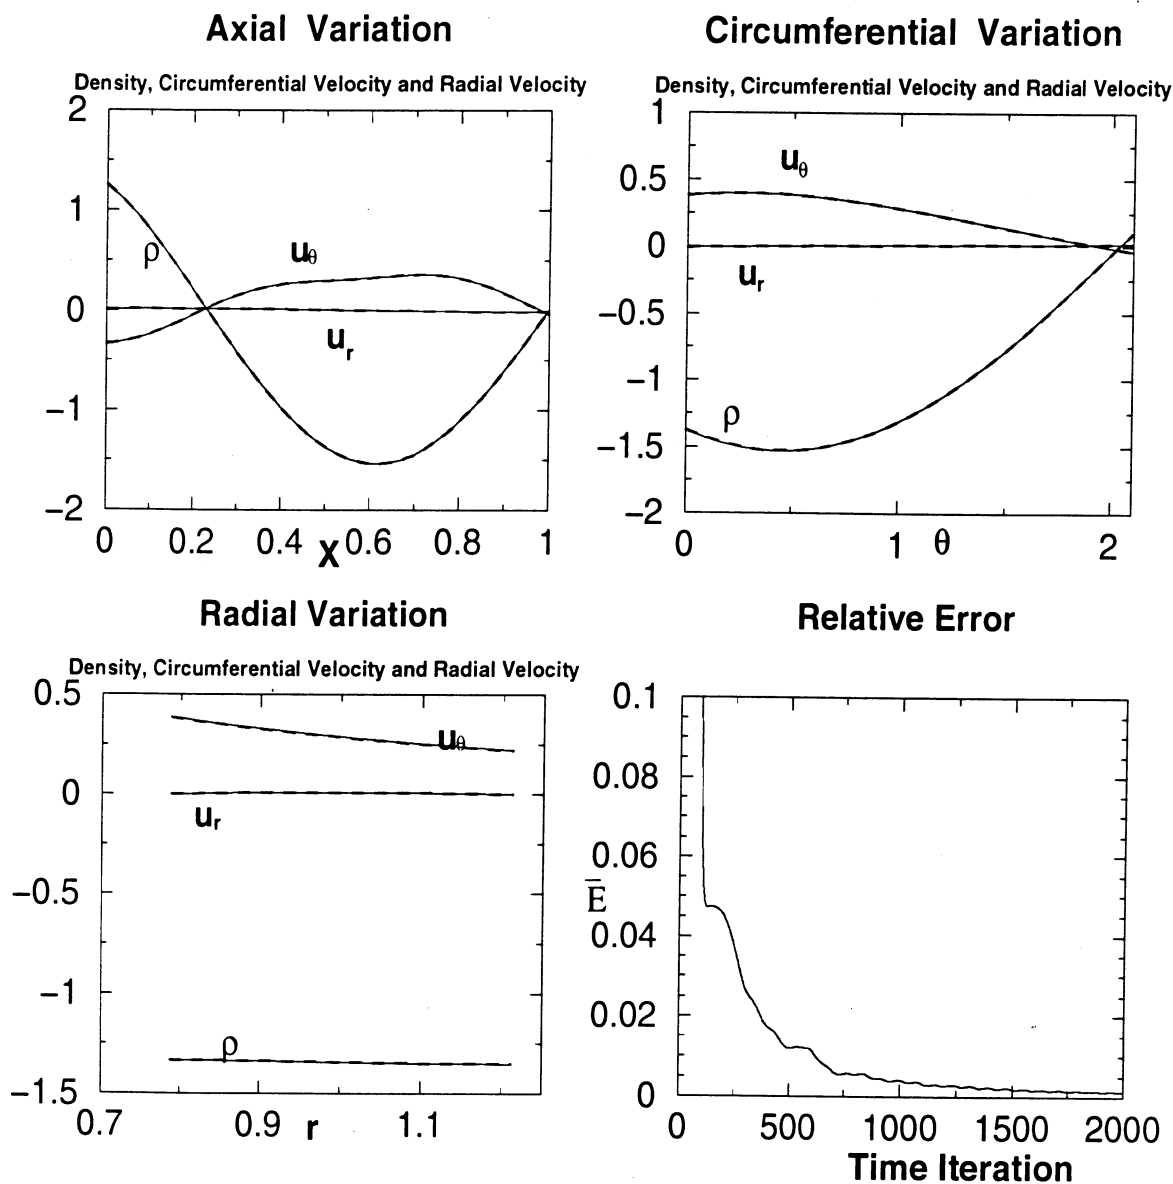 Axial Variation
Density, Circumferential Velocity and Radial Velocity
2
1
0
−1
−2
ρ
uθ
ur
0 0.2 0.4 0.6 0.8 1
X
Circumferential Variation
Density, Circumferential Velocity and Radial Velocity
1
0.5
0
−0.5
−1
−1.5
−2
uθ
ur
ρ
0 1 θ 2
Radial Variation
Density, Circumferential Velocity and Radial Velocity
0.5
0
−0.5
−1
−1.5
uθ
ur
ρ
0.7 0.9 r 1.1
Relative Error
0.1
0.08
0.06
E̅
0.04
0.02
0
0 500 1000 1500 2000
Time Iteration